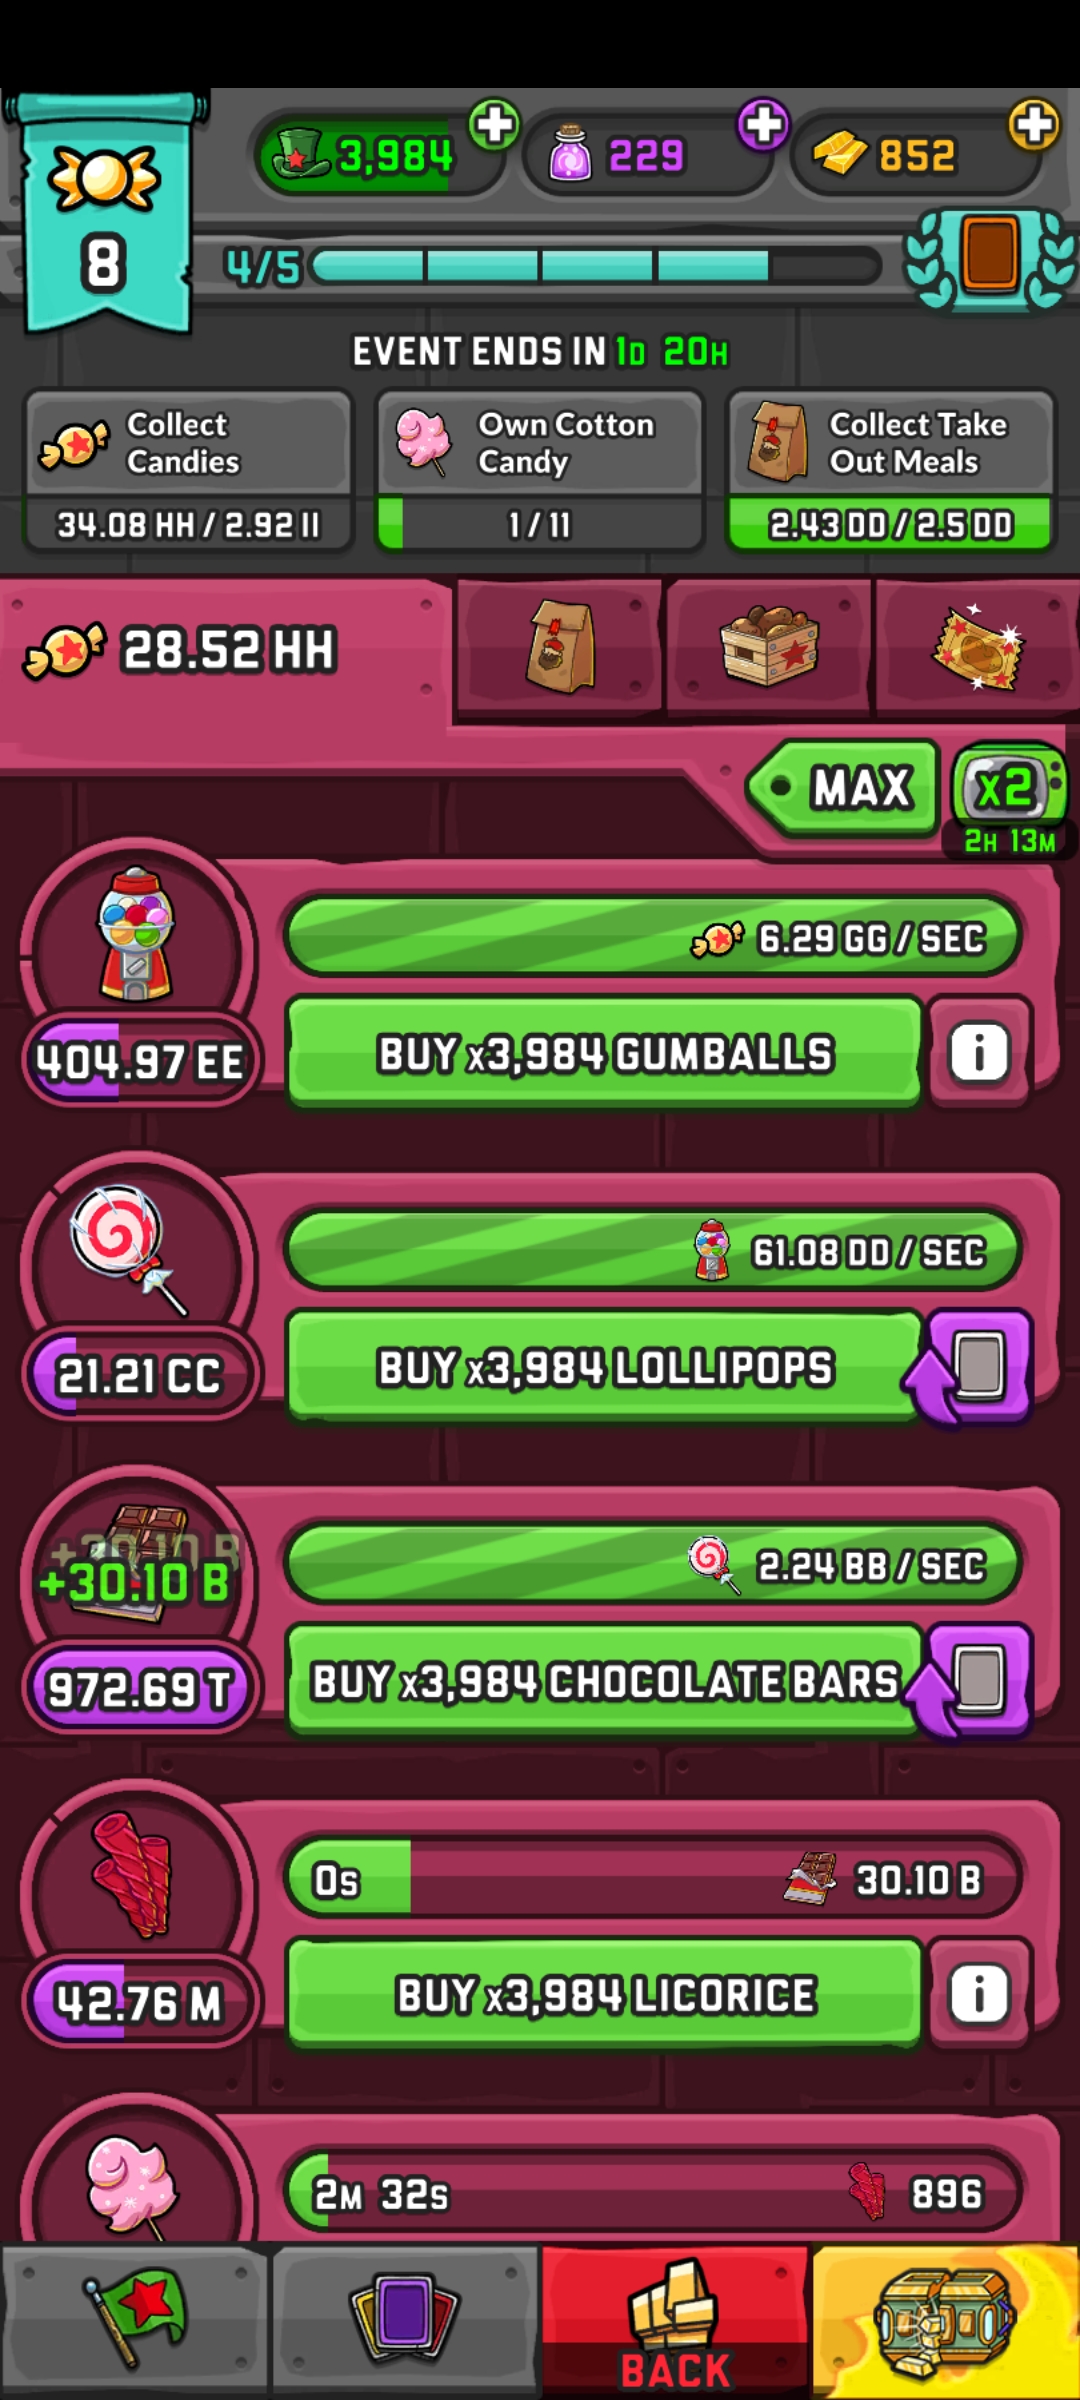 3,984
229
852
8
4/5
EVENT ENDS IN 1D 20H
Collect
Candies
34.08 HH / 2.92 II
Own Cotton
Candy
1 / 11
Collect Take
Out Meals
2.43 DD / 2.5 DD
28.52 HH
MAX
x2
2H 13M
6.29 GG / SEC
404.97 EE
BUY x3,984 GUMBALLS
i
61.08 DD / SEC
21.21 CC
BUY x3,984 LOLLIPOPS
+30.10 B
+30.10 B
2.24 BB / SEC
972.69 T
BUY x3,984 CHOCOLATE BARS
0s
30.10 B
42.76 M
BUY x3,984 LICORICE
i
2M 32s
896
BACK